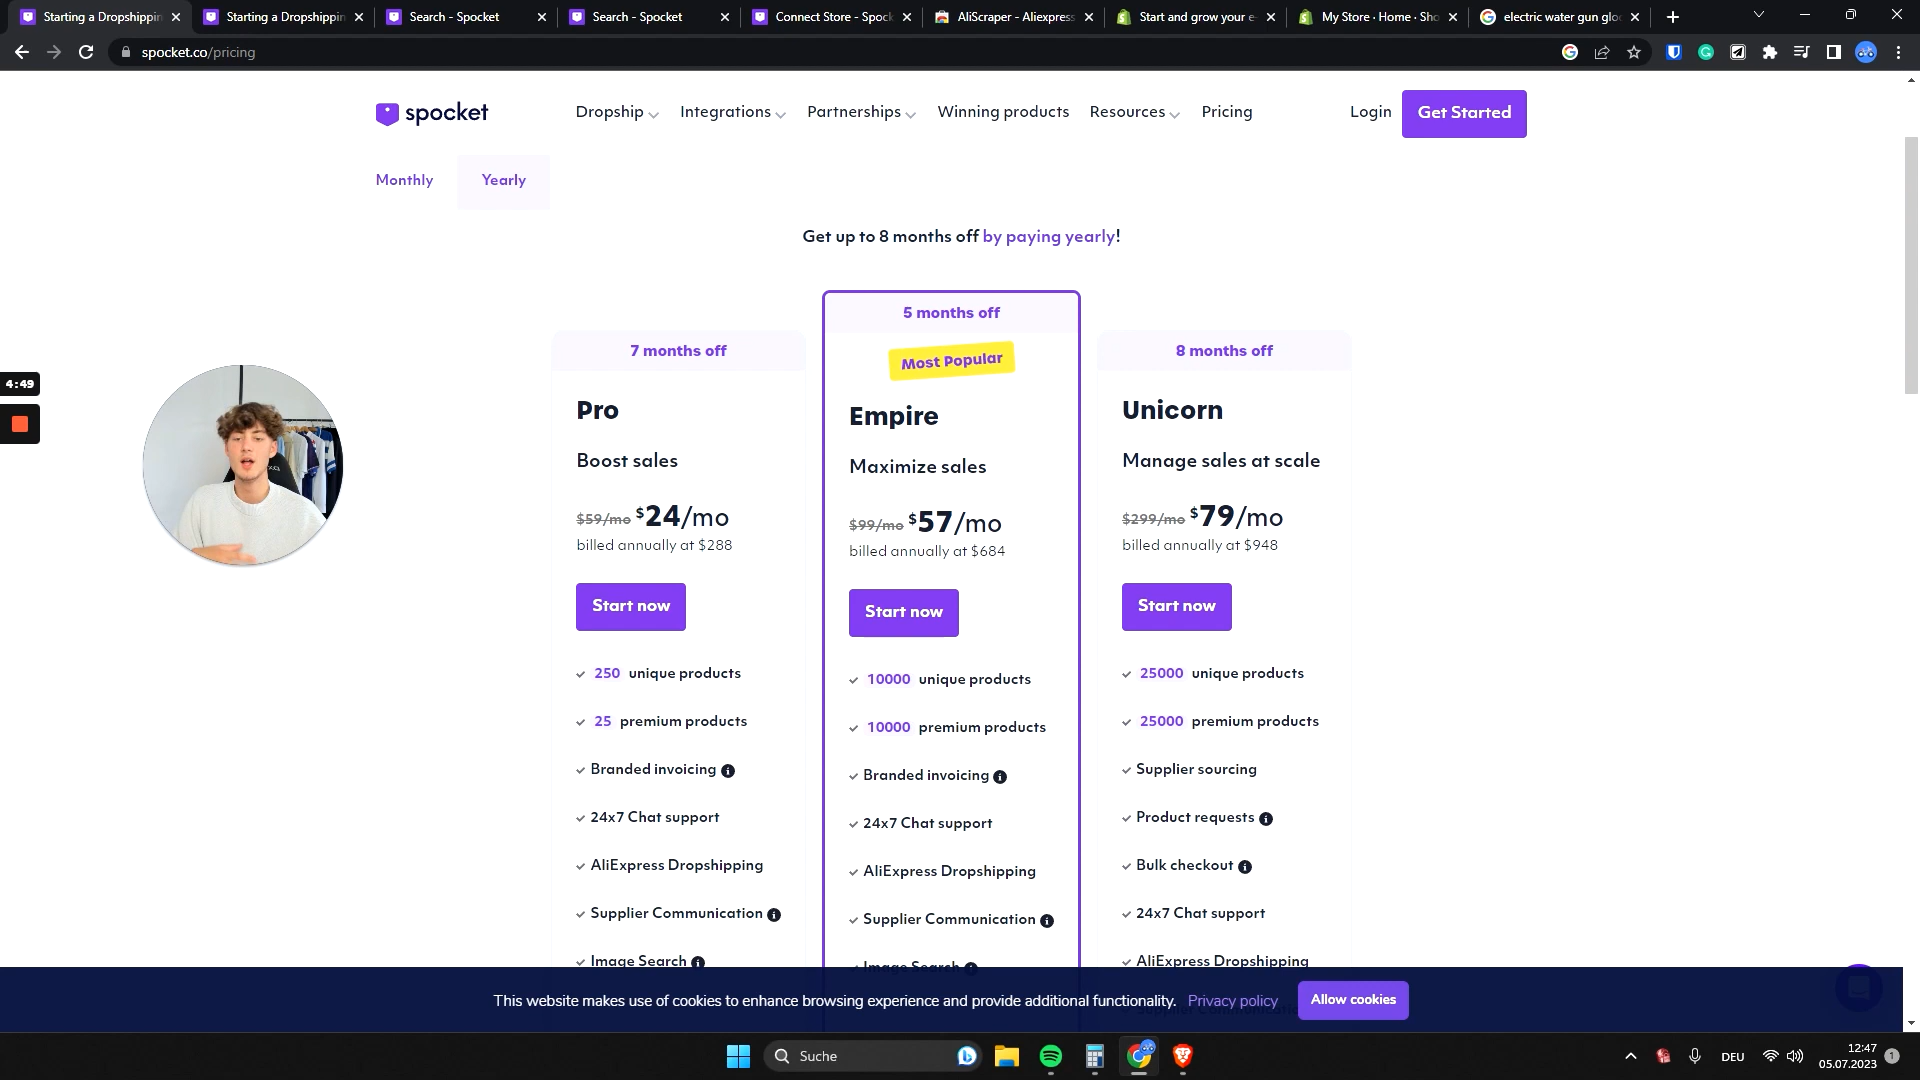 Starting a Dropshippin
Starting a Dropshippin
Search - Spocket
Search - Spocket
Connect Store - Spock
AliScraper - Aliexpress
Start and grow your e
My Store · Home · Sho
electric water gun glo
spocket.co/pricing
spocket
Dropship
Integrations
Partnerships
Winning products
Resources
Pricing
Login
Get Started
Monthly
Yearly
Get up to 8 months off by paying yearly!
4:49
7 months off
Pro
Boost sales
$59/mo $24/mo
billed annually at $288
Start now
250 unique products
25 premium products
Branded invoicing
24x7 Chat support
AliExpress Dropshipping
Supplier Communication
Image Search
5 months off
Most Popular
Empire
Maximize sales
$99/mo $57/mo
billed annually at $684
Start now
10000 unique products
10000 premium products
Branded invoicing
24x7 Chat support
AliExpress Dropshipping
Supplier Communication
Image Search
8 months off
Unicorn
Manage sales at scale
$299/mo $79/mo
billed annually at $948
Start now
25000 unique products
25000 premium products
Supplier sourcing
Product requests
Bulk checkout
24x7 Chat support
AliExpress Dropshipping
This website makes use of cookies to enhance browsing experience and provide additional functionality. Privacy policy
Allow cookies
Suche
DEU
12:47
05.07.2023
1